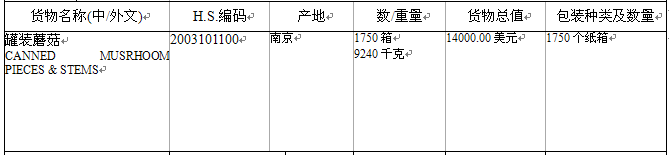 货物名称(中/外文) H.S.编码 产地 数/重量 货物总值 包装种类及数量
罐装蘑菇 2003101100 南京 1750 箱 14000.00 美元 1750 个纸箱
CANNED MUSRHOOM 9240 千克
PIECES & STEMS